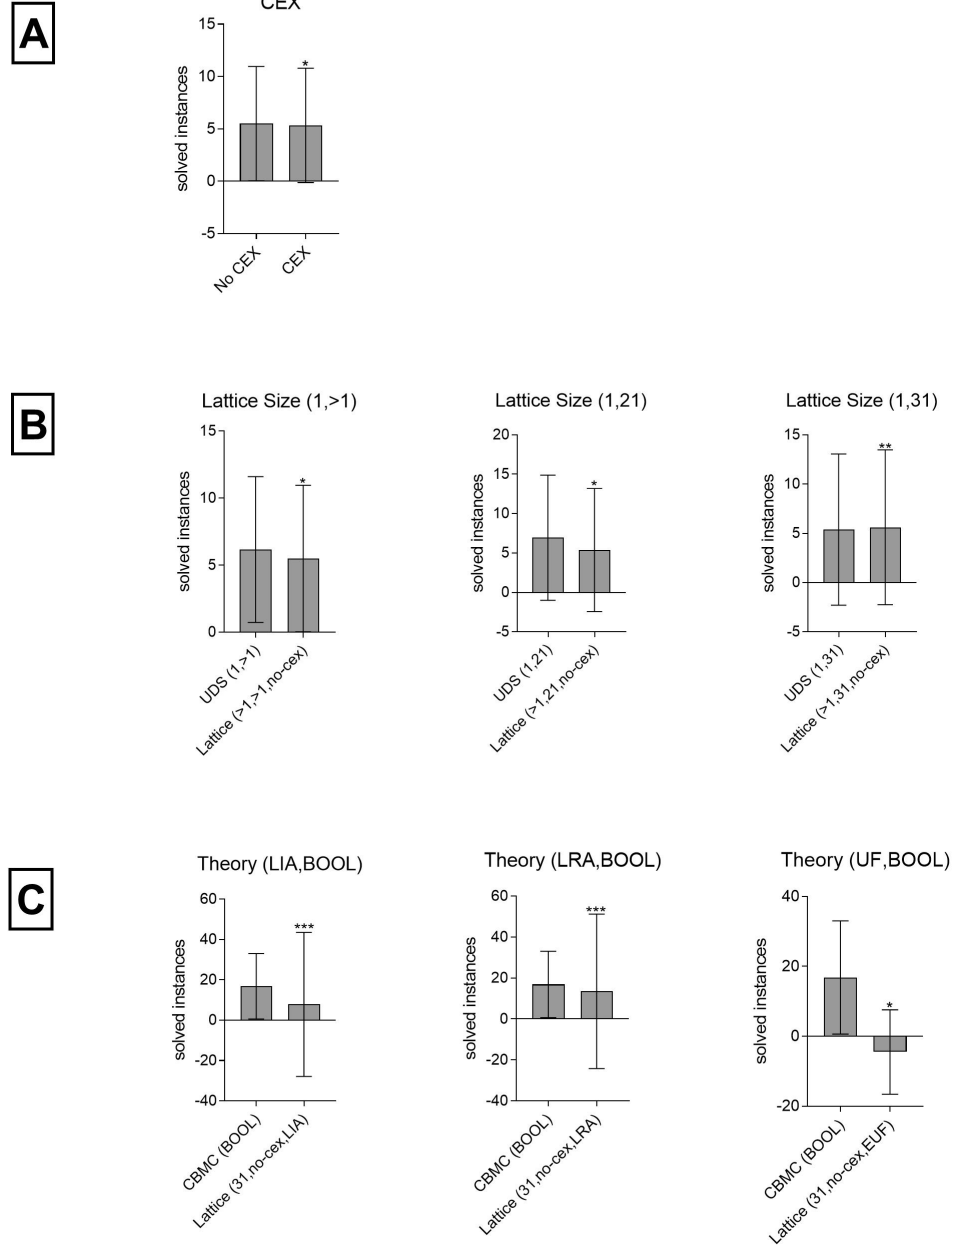 A
CEX
15
10
5
0
-5
solved instances
*
No CEX
CEX
B
Lattice Size (1,>1)
15
10
5
0
solved instances
*
UDS (1,>1)
Lattice (>1,>1,no-cex)
Lattice Size (1,21)
20
15
10
5
0
-5
solved instances
*
UDS (1,21)
Lattice (>1,21,no-cex)
Lattice Size (1,31)
15
10
5
0
-5
solved instances
**
UDS (1,31)
Lattice (>1,31,no-cex)
C
Theory (LIA,BOOL)
60
40
20
0
-20
-40
solved instances
***
CBMC (BOOL)
Lattice (31,no-cex,LIA)
Theory (LRA,BOOL)
60
40
20
0
-20
-40
solved instances
***
CBMC (BOOL)
Lattice (31,no-cex,LRA)
Theory (UF,BOOL)
40
20
0
-20
solved instances
*
CBMC (BOOL)
Lattice (31,no-cex,EUF)